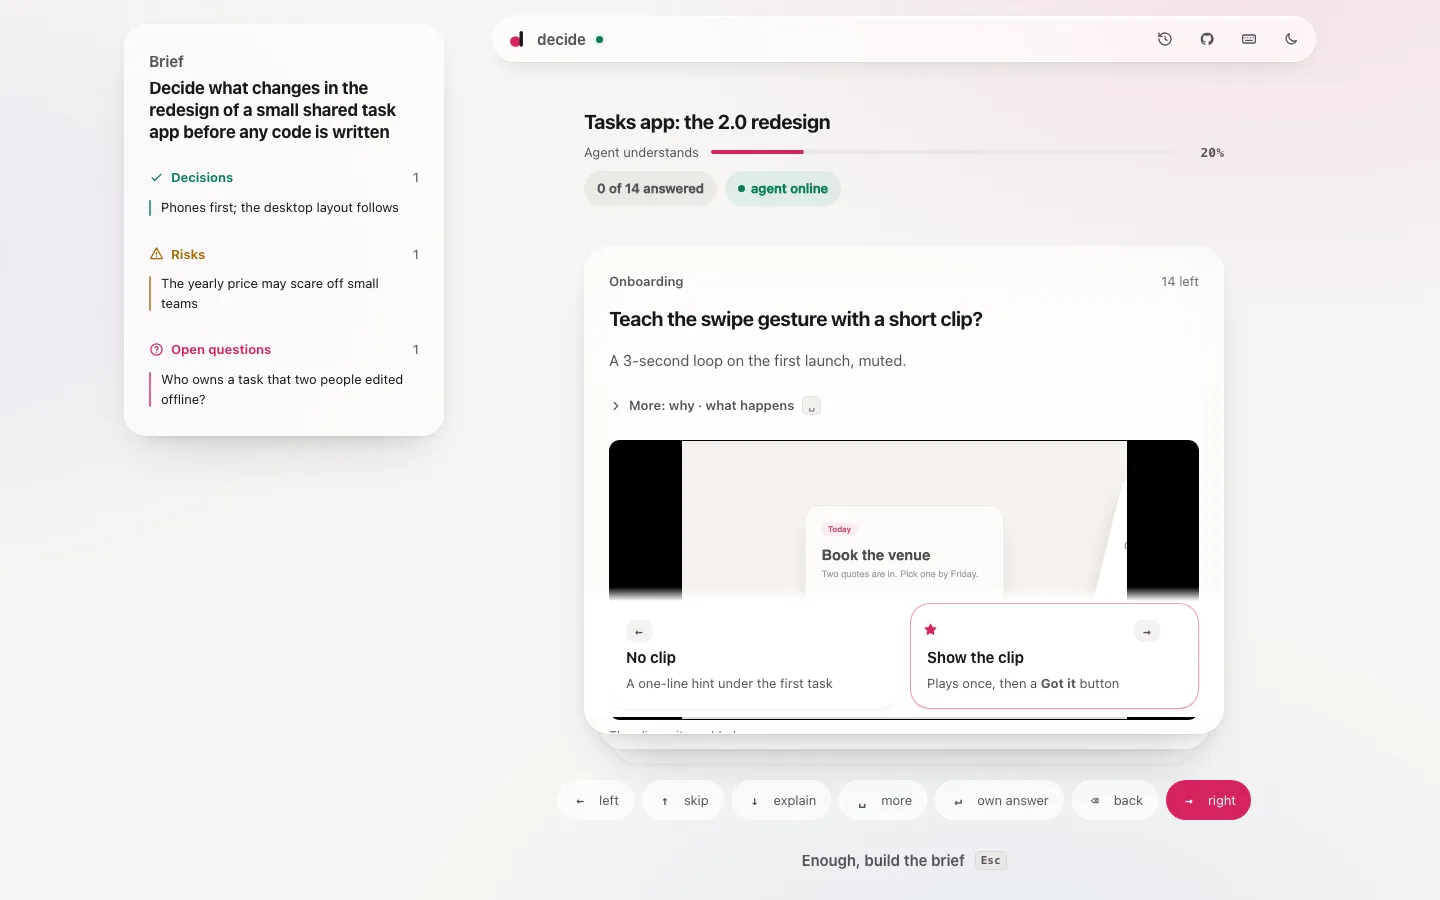 Brief
Decide what changes in the
redesign of a small shared task
app before any code is written
Decisions 1
Phones first; the desktop layout follows
Risks 1
The yearly price may scare off small
teams
Open questions 1
Who owns a task that two people edited
offline?
decide
Tasks app: the 2.0 redesign
Agent understands 20%
0 of 14 answered agent online
Onboarding 14 left
Teach the swipe gesture with a short clip?
A 3-second loop on the first launch, muted.
More: why · what happens ␣
Today
Book the venue
Two quotes are in. Pick one by Friday.
←
No clip
A one-line hint under the first task
★ →
Show the clip
Plays once, then a Got it button
← left ↑ skip ↓ explain ␣ more ↵ own answer ⌫ back → right
Enough, build the brief Esc